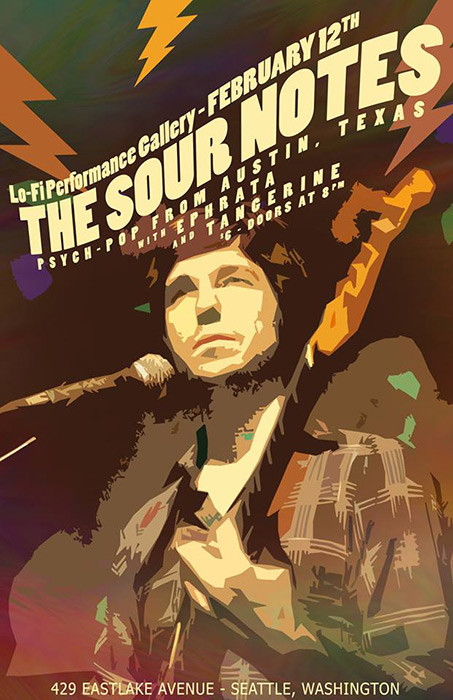 Lo-Fi Performance Gallery - FEBRUARY 12TH
THE SOUR NOTES
PSYCH-POP FROM AUSTIN, TEXAS
WITH EPHRATA
AND TANGERINE
$6 - DOORS AT 8PM
429 EASTLAKE AVENUE - SEATTLE, WASHINGTON